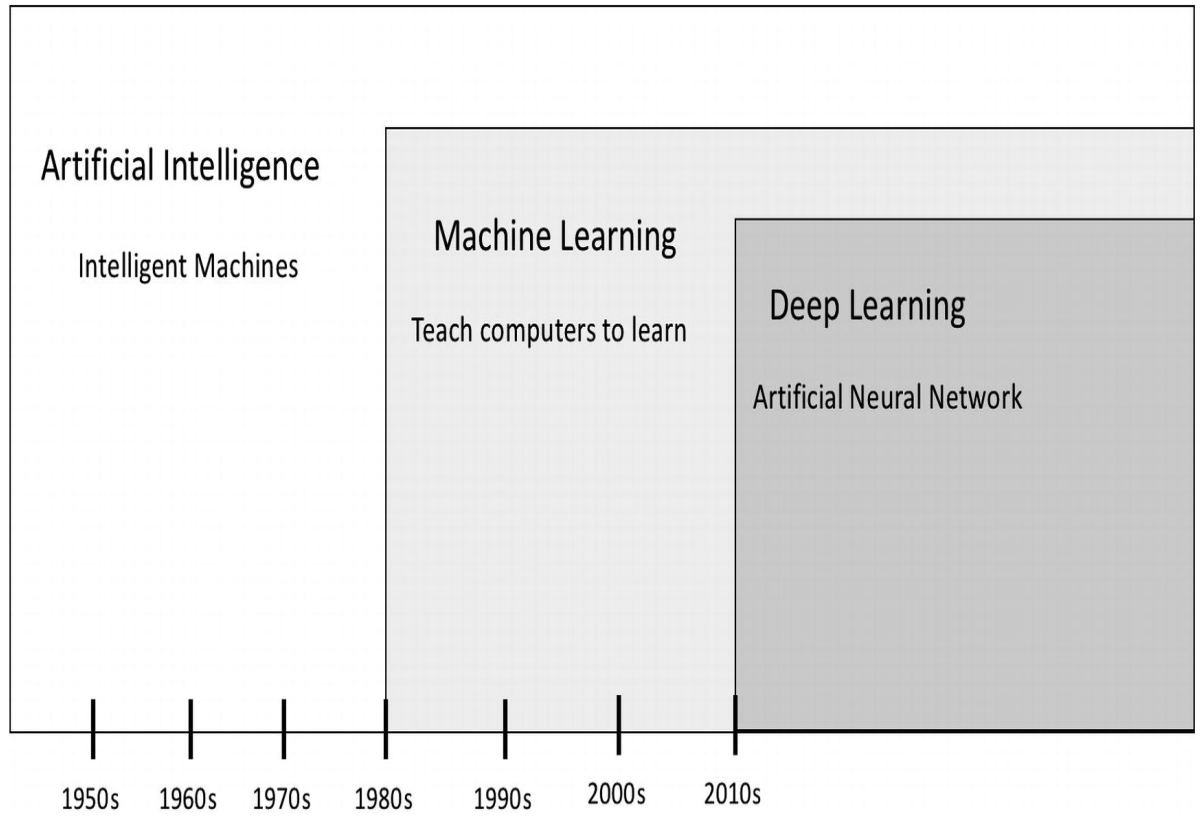 Artificial Intelligence
Intelligent Machines
Machine Learning
Teach computers to learn
Deep Learning
Artificial Neural Network
1950s 1960s 1970s 1980s 1990s 2000s 2010s